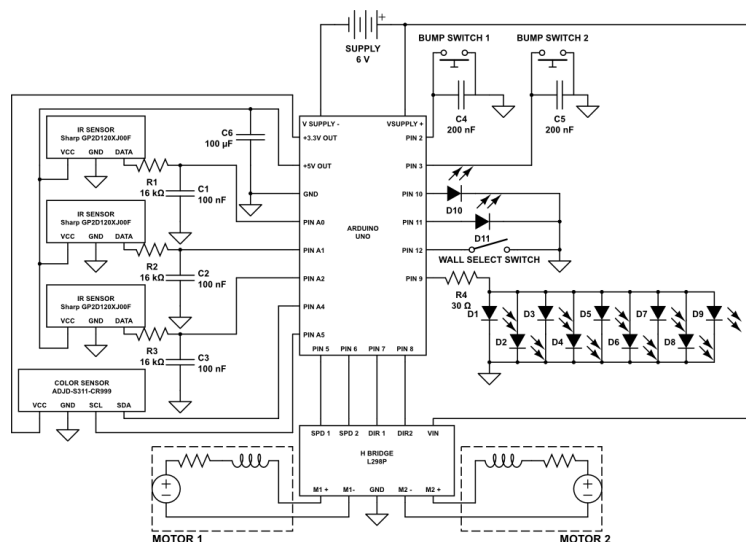 +
SUPPLY
6 V
BUMP SWITCH 1
BUMP SWITCH 2
C4
200 nF
C5
200 nF
IR SENSOR
Sharp GP2D120XJ00F
VCC GND DATA
R1
16 kΩ
C1
100 nF
C6
100 µF
IR SENSOR
Sharp GP2D120XJ00F
VCC GND DATA
R2
16 kΩ
C2
100 nF
IR SENSOR
Sharp GP2D120XJ00F
VCC GND DATA
R3
16 kΩ
C3
100 nF
COLOR SENSOR
ADJD-S311-CR999
VCC GND SCL SDA
V SUPPLY - VSUPPLY +
+3.3V OUT PIN 2
+5V OUT PIN 3
GND PIN 10
PIN A0 PIN 11
ARDUINO
UNO
PIN A1 PIN 12
PIN A2 PIN 9
PIN A4
PIN A5
PIN 5 PIN 6 PIN 7 PIN 8
D10
D11
WALL SELECT SWITCH
R4
30 Ω
D1 D3 D5 D7 D9
D2 D4 D6 D8
SPD 1 SPD 2 DIR 1 DIR2 VIN
H BRIDGE
L298P
M1 + M1- GND M2 - M2 +
MOTOR 1
MOTOR 2